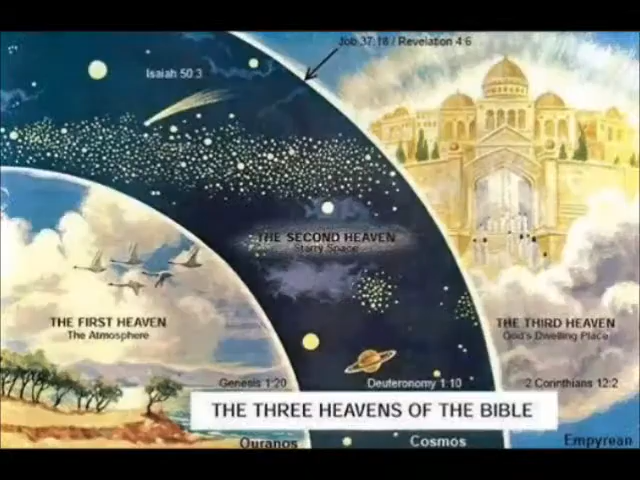 Job 37:18 / Revelation 4:6
Isaiah 50:3
THE SECOND HEAVEN
Starry Space
THE FIRST HEAVEN
The Atmosphere
THE THIRD HEAVEN
God's Dwelling Place
Genesis 1:20
Deuteronomy 1:10
2 Corinthians 12:2
THE THREE HEAVENS OF THE BIBLE
Ouranos
Cosmos
Empyrean